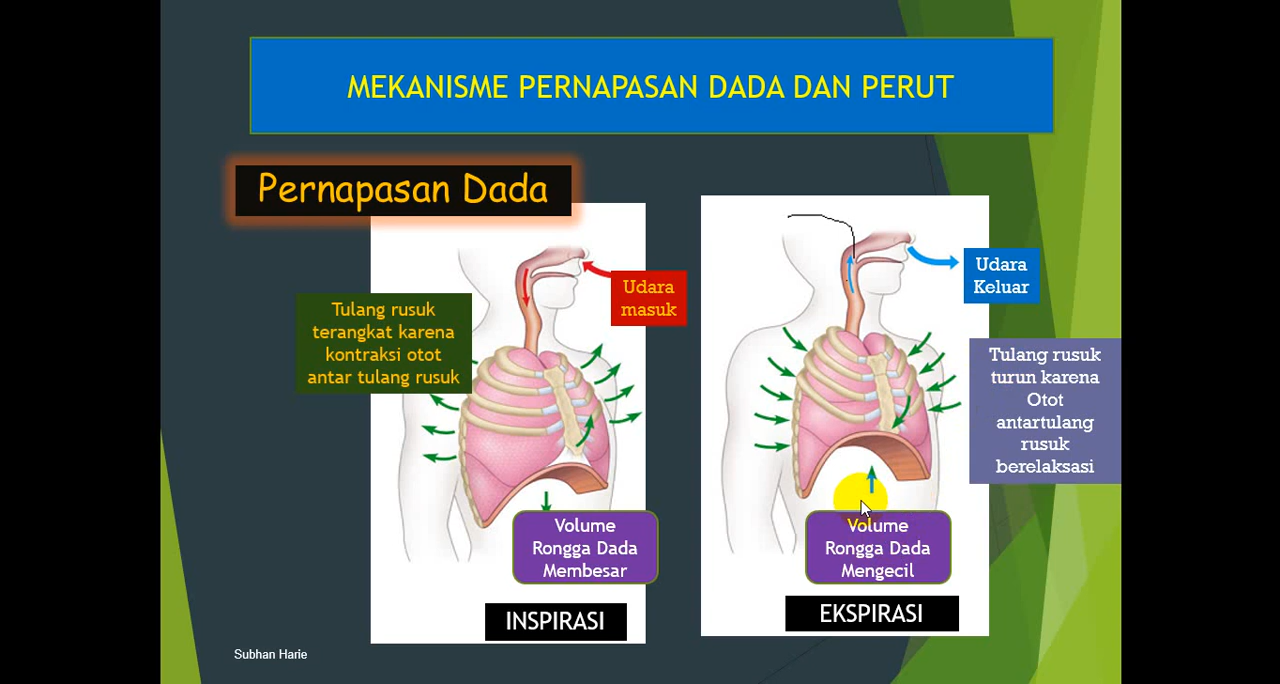 MEKANISME PERNAPASAN DADA DAN PERUT
Pernapasan Dada
Tulang rusuk
terangkat karena
kontraksi otot
antar tulang rusuk
Udara
masuk
Volume
Rongga Dada
Membesar
INSPIRASI
Udara
Keluar
Tulang rusuk
turun karena
Otot
antartulang
rusuk
berelaksasi
Volume
Rongga Dada
Mengecil
EKSPIRASI
Subhan Harie